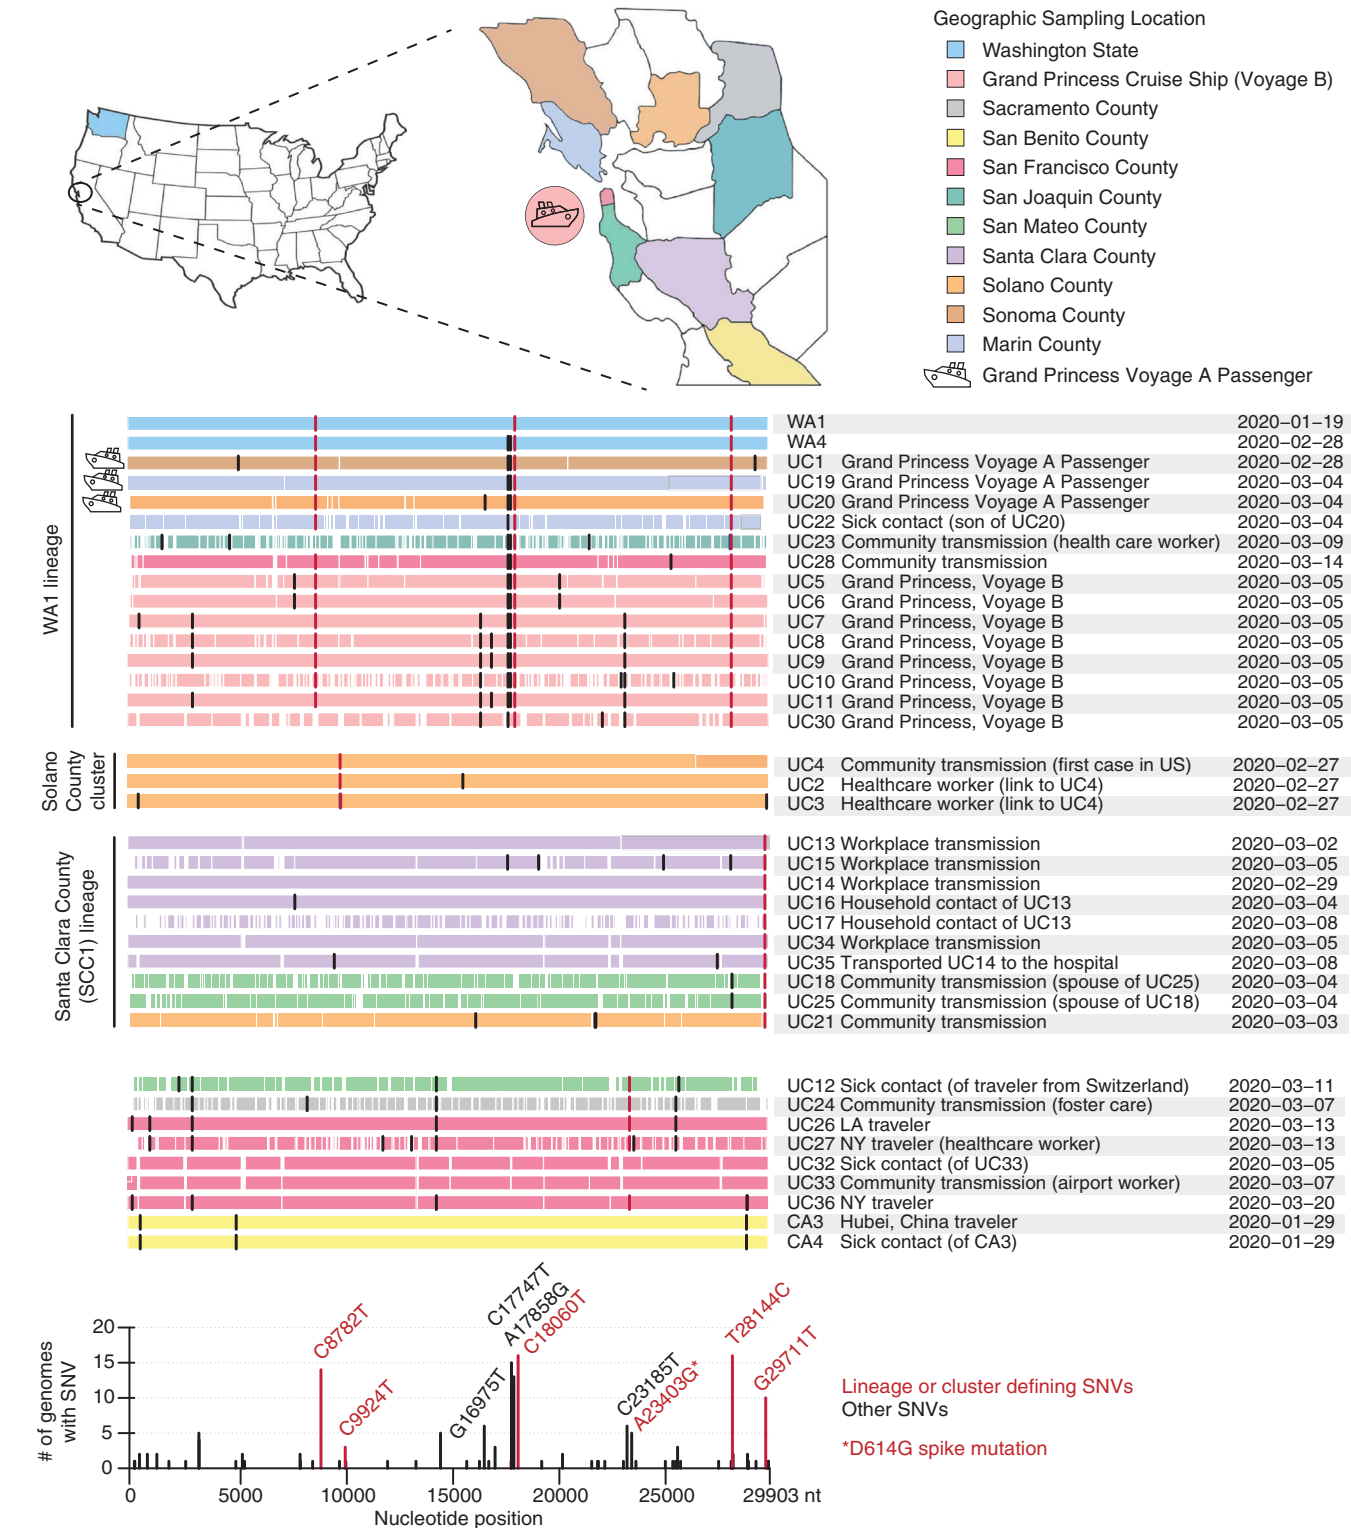 Geographic Sampling Location
Washington State
Grand Princess Cruise Ship (Voyage B)
Sacramento County
San Benito County
San Francisco County
San Joaquin County
San Mateo County
Santa Clara County
Solano County
Sonoma County
Marin County
Grand Princess Voyage A Passenger
WA1 lineage
WA1 2020–01–19
WA4 2020–02–28
UC1 Grand Princess Voyage A Passenger 2020–02–28
UC19 Grand Princess Voyage A Passenger 2020–03–04
UC20 Grand Princess Voyage A Passenger 2020–03–04
UC22 Sick contact (son of UC20) 2020–03–04
UC23 Community transmission (health care worker) 2020–03–09
UC28 Community transmission 2020–03–14
UC5 Grand Princess, Voyage B 2020–03–05
UC6 Grand Princess, Voyage B 2020–03–05
UC7 Grand Princess, Voyage B 2020–03–05
UC8 Grand Princess, Voyage B 2020–03–05
UC9 Grand Princess, Voyage B 2020–03–05
UC10 Grand Princess, Voyage B 2020–03–05
UC11 Grand Princess, Voyage B 2020–03–05
UC30 Grand Princess, Voyage B 2020–03–05
Solano
County
cluster
UC4 Community transmission (first case in US) 2020–02–27
UC2 Healthcare worker (link to UC4) 2020–02–27
UC3 Healthcare worker (link to UC4) 2020–02–27
Santa Clara County
(SCC1) lineage
UC13 Workplace transmission 2020–03–02
UC15 Workplace transmission 2020–03–05
UC14 Workplace transmission 2020–02–29
UC16 Household contact of UC13 2020–03–04
UC17 Household contact of UC13 2020–03–08
UC34 Workplace transmission 2020–03–05
UC35 Transported UC14 to the hospital 2020–03–08
UC18 Community transmission (spouse of UC25) 2020–03–04
UC25 Community transmission (spouse of UC18) 2020–03–04
UC21 Community transmission 2020–03–03
UC12 Sick contact (of traveler from Switzerland) 2020–03–11
UC24 Community transmission (foster care) 2020–03–07
UC26 LA traveler 2020–03–13
UC27 NY traveler (healthcare worker) 2020–03–13
UC32 Sick contact (of UC33) 2020–03–05
UC33 Community transmission (airport worker) 2020–03–07
UC36 NY traveler 2020–03–20
CA3 Hubei, China traveler 2020–01–29
CA4 Sick contact (of CA3) 2020–01–29
# of genomes
with SNV
20
15
10
5
0
C8782T
C9924T
G16975T
C17747T
A17858G
C18060T
C23185T
A23403G*
T28144C
G29711T
0 5000 10000 15000 20000 25000 29903 nt
Nucleotide position
Lineage or cluster defining SNVs
Other SNVs
*D614G spike mutation